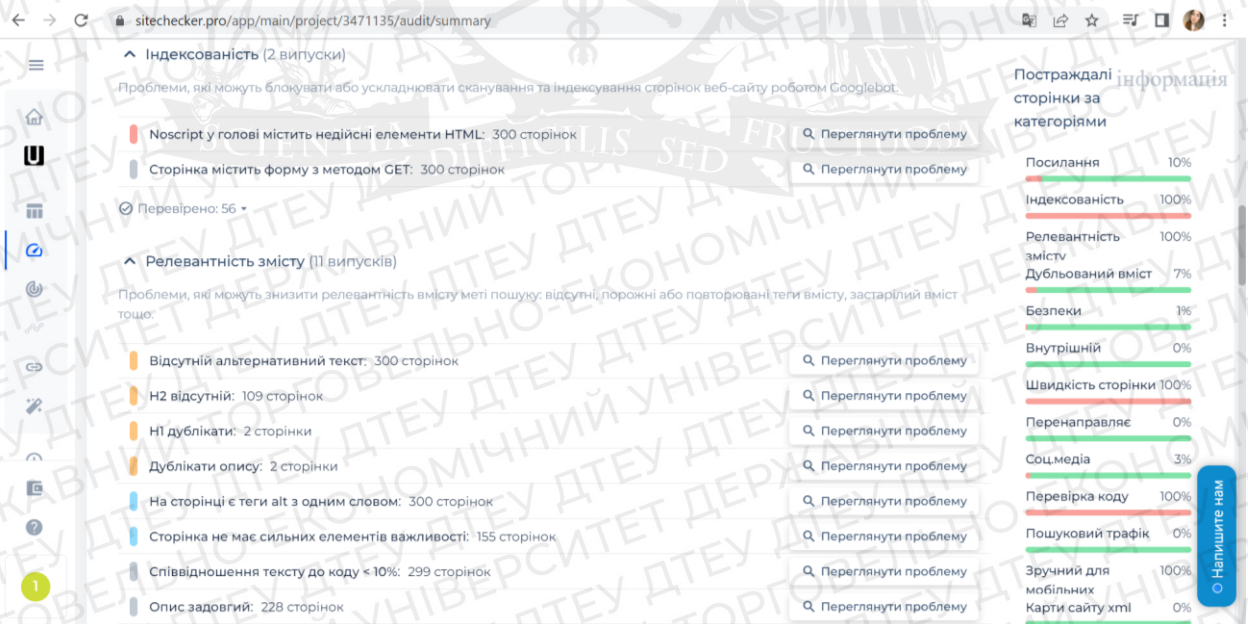 sitechecker.pro/app/main/project/3471135/audit/summary
Індексованість (2 випуски)
Проблеми, які можуть блокувати або ускладнювати сканування та індексування сторінок веб-сайту роботом Googlebot.
Noscript у голові містить недійсні елементи HTML: 300 сторінок
Переглянути проблему
Сторінка містить форму з методом GET: 300 сторінок
Переглянути проблему
Перевірено: 56
Релевантність змісту (11 випусків)
Проблеми, які можуть знизити релевантність вмісту меті пошуку: відсутні, порожні або повторювані теги вмісту, застарілий вміст
тощо.
Відсутній альтернативний текст: 300 сторінок
Переглянути проблему
H2 відсутній: 109 сторінок
Переглянути проблему
H1 дублікати: 2 сторінки
Переглянути проблему
Дублікати опису: 2 сторінки
Переглянути проблему
На сторінці є теги alt з одним словом: 300 сторінок
Переглянути проблему
Сторінка не має сильних елементів важливості: 155 сторінок
Переглянути проблему
Співвідношення тексту до коду < 10%: 299 сторінок
Переглянути проблему
Опис задовгий: 228 сторінок
Переглянути проблему
Постраждалі
сторінки за
категоріями
інформація
Посилання 10%
Індексованість 100%
Релевантність 100%
змісту
Дубльований вміст 7%
Безпеки 1%
Внутрішній 0%
Швидкість сторінки 100%
Перенаправляє 0%
Соц.медіа 3%
Перевірка коду 100%
Пошуковий трафік 0%
Зручний для 100%
мобільних
Карти сайту xml 0%
Напишите нам
1
SCIENTIA DIFFICILIS SED FRUCTUOSA